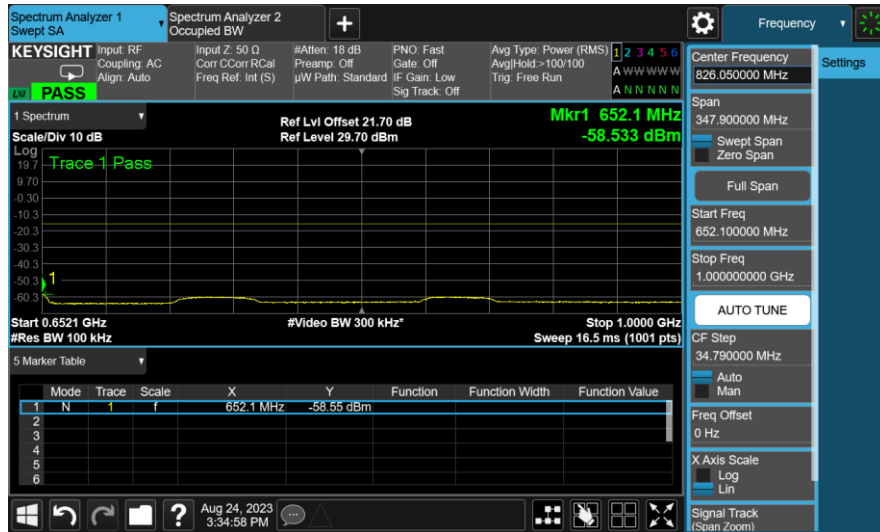 Spectrum Analyzer 1
Swept SA
Spectrum Analyzer 2
Occupied BW
+
Frequency
KEYSIGHT
Input: RF
Coupling: AC
Align: Auto
Input Z: 50 Ω
Corr CCorr RCal
Freq Ref: Int (S)
#Atten: 18 dB
Preamp: Off
µW Path: Standard
PNO: Fast
Gate: Off
IF Gain: Low
Sig Track: Off
Avg Type: Power (RMS)
Avg|Hold:>100/100
Trig: Free Run
1 2 3 4 5 6
A W W W W W
A N N N N N
LXI
PASS
1 Spectrum
Scale/Div 10 dB
Ref Lvl Offset 21.70 dB
Ref Level 29.70 dBm
Mkr1 652.1 MHz
-58.533 dBm
Log
Trace 1 Pass
19.7
9.70
-0.30
-10.3
-20.3
-30.3
-40.3
-50.3
-60.3
1
Start 0.6521 GHz
#Res BW 100 kHz
#Video BW 300 kHz*
Stop 1.0000 GHz
Sweep 16.5 ms (1001 pts)
5 Marker Table
Mode Trace Scale X Y Function Function Width Function Value
1 N 1 f 652.1 MHz -58.55 dBm
2
3
4
5
6
Aug 24, 2023
3:34:58 PM
?
Center Frequency
826.050000 MHz
Settings
Span
347.900000 MHz
Swept Span
Zero Span
Full Span
Start Freq
652.100000 MHz
Stop Freq
1.000000000 GHz
AUTO TUNE
CF Step
34.790000 MHz
Auto
Man
Freq Offset
0 Hz
X Axis Scale
Log
Lin
Signal Track
(Span Zoom)